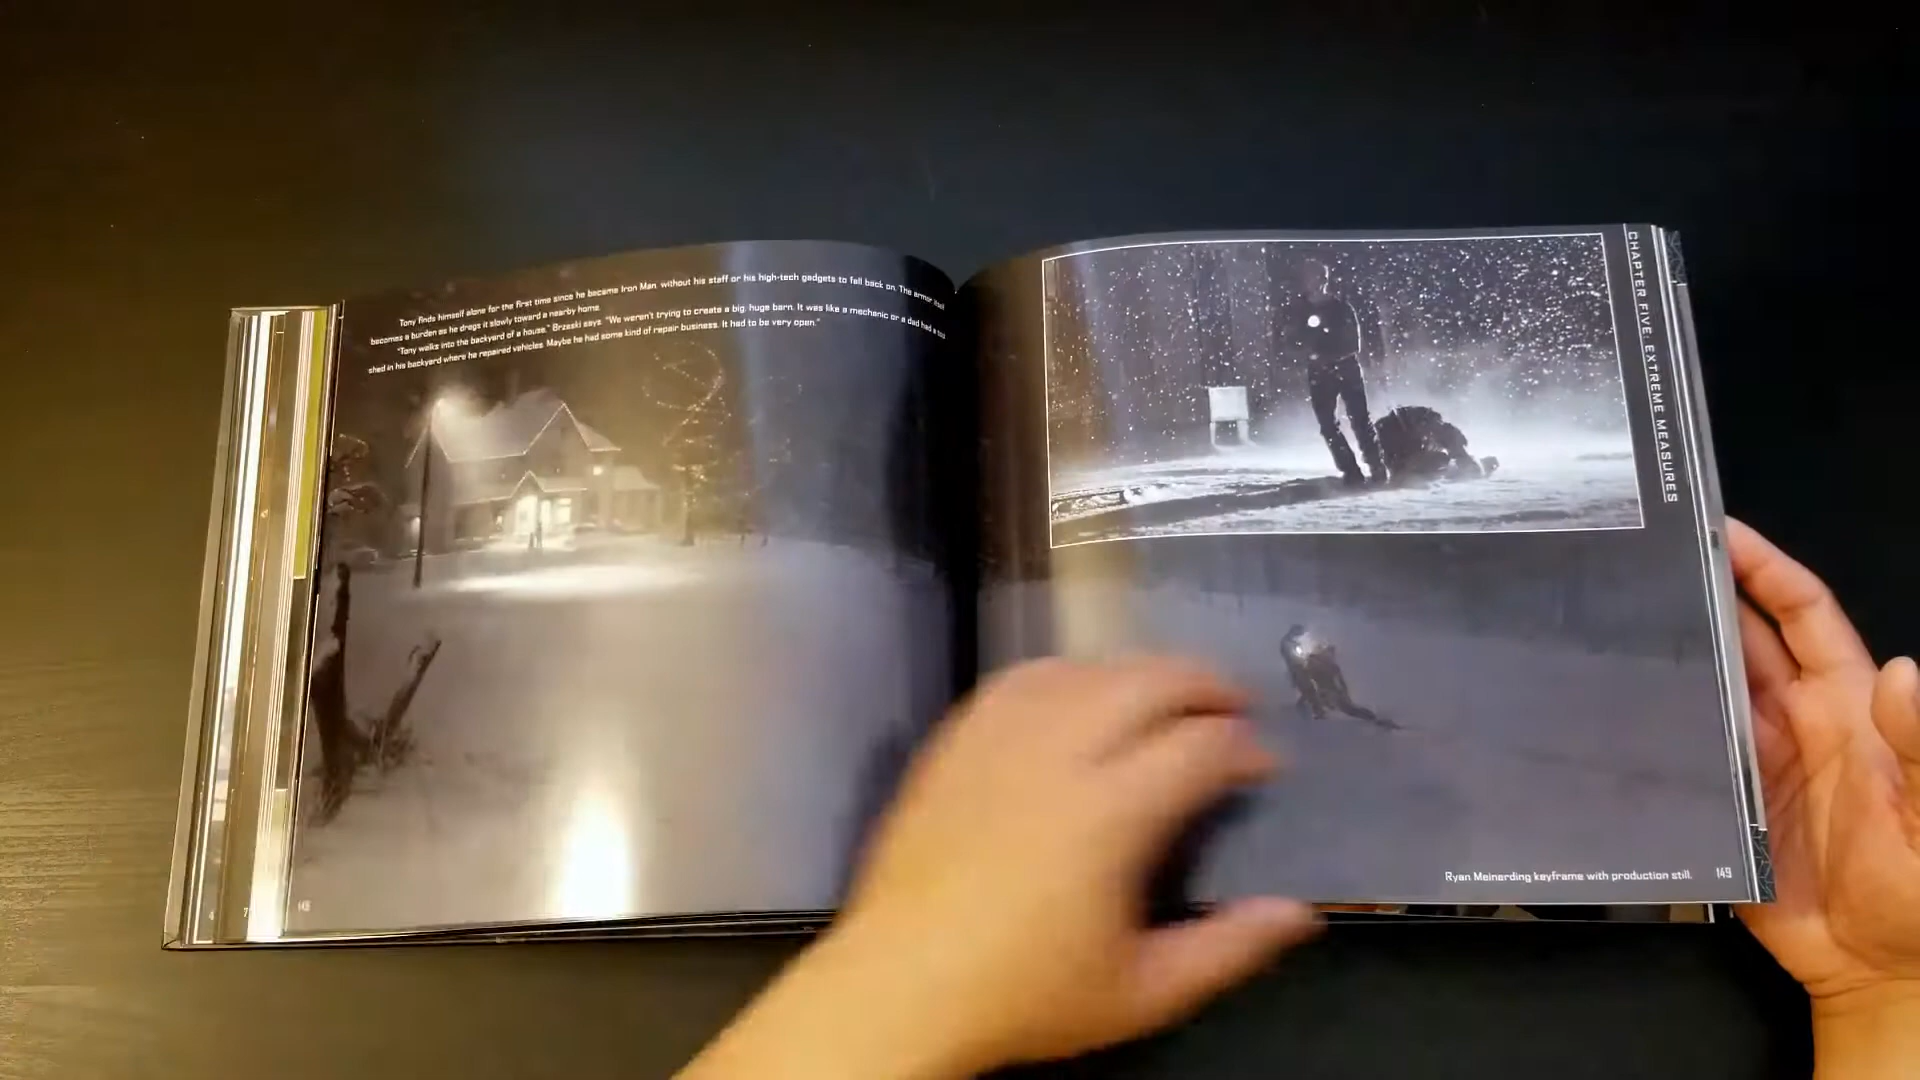 Tony finds himself alone for the first time since he became Iron Man, without his staff or his high-tech gadgets to fall back on. The armor itself
becomes a burden as he drags it slowly toward a nearby home.
"Tony walks into the backyard of a house," Brzeski says. "We weren't trying to create a big, huge barn. It was like a mechanic or a dad had a tool
shed in his backyard where he repaired vehicles. Maybe he had some kind of repair business. It had to be very open."
148
CHAPTER FIVE: EXTREME MEASURES
Ryan Meinerding keyframe with production still.
149